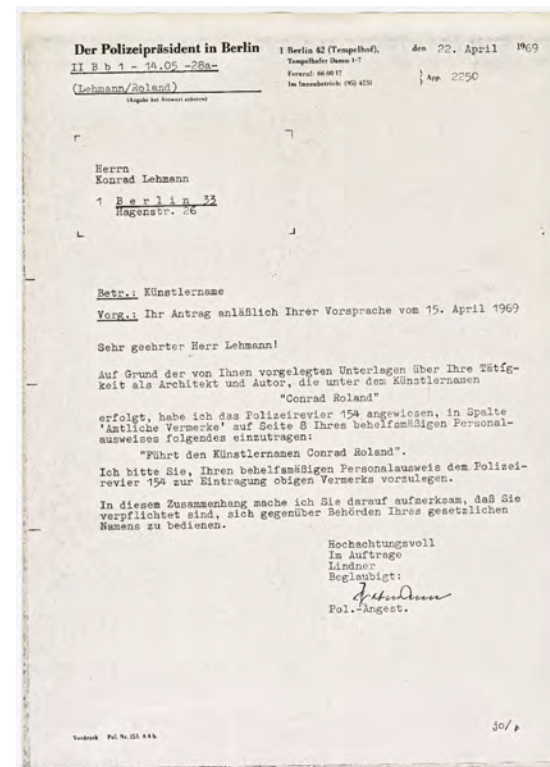 Der Polizeipräsident in Berlin
II B b 1 - 14.05 -28a-
(Lehmann/Roland)
(Angabe bei Antwort erbeten)
1 Berlin 42 (Tempelhof),
Tempelhofer Damm 1-7
Fernruf: 66 00 17
Im Innenbetrieb: (95) 4231
den 22. April 1969
App. 2250
Herrn
Konrad Lehmann
1 Berlin 33
Hagenstr. 26
Betr.: Künstlername
Vorg.: Ihr Antrag anläßlich Ihrer Vorsprache vom 15. April 1969
Sehr geehrter Herr Lehmann!
Auf Grund der von Ihnen vorgelegten Unterlagen über Ihre Tätig-
keit als Architekt und Autor, die unter dem Künstlernamen
"Conrad Roland"
erfolgt, habe ich das Polizeirevier 154 angewiesen, in Spalte
'Amtliche Vermerke' auf Seite 8 Ihres behelfsmäßigen Personal-
ausweises folgendes einzutragen:
"Führt den Künstlernamen Conrad Roland".
Ich bitte Sie, Ihren behelfsmäßigen Personalausweis dem Polizei-
revier 154 zur Eintragung obigen Vermerks vorzulegen.
In diesem Zusammenhang mache ich Sie darauf aufmerksam, daß Sie
verpflichtet sind, sich gegenüber Behörden Ihres gesetzlichen
Namens zu bedienen.
Hochachtungsvoll
Im Auftrage
Lindner
Beglaubigt:
Pol.-Angest.
Vordruck Pol. Nr.